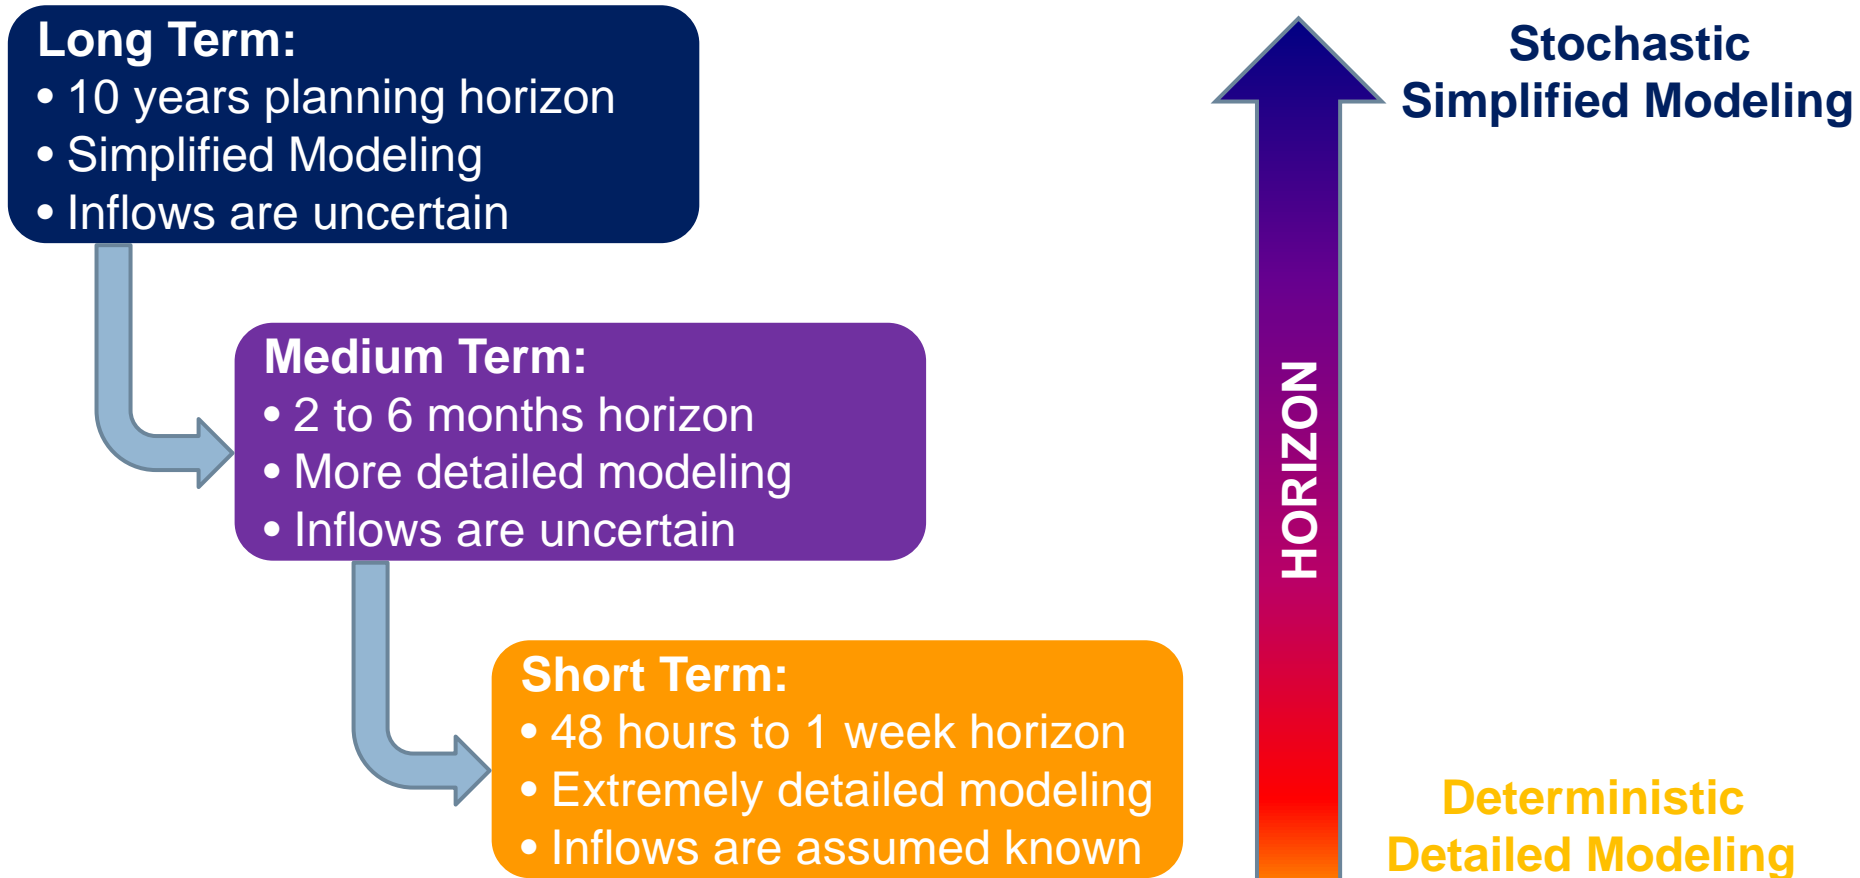 Long Term:
• 10 years planning horizon
• Simplified Modeling
• Inflows are uncertain
Medium Term:
• 2 to 6 months horizon
• More detailed modeling
• Inflows are uncertain
Short Term:
• 48 hours to 1 week horizon
• Extremely detailed modeling
• Inflows are assumed known
HORIZON
Stochastic
Simplified Modeling
Deterministic
Detailed Modeling